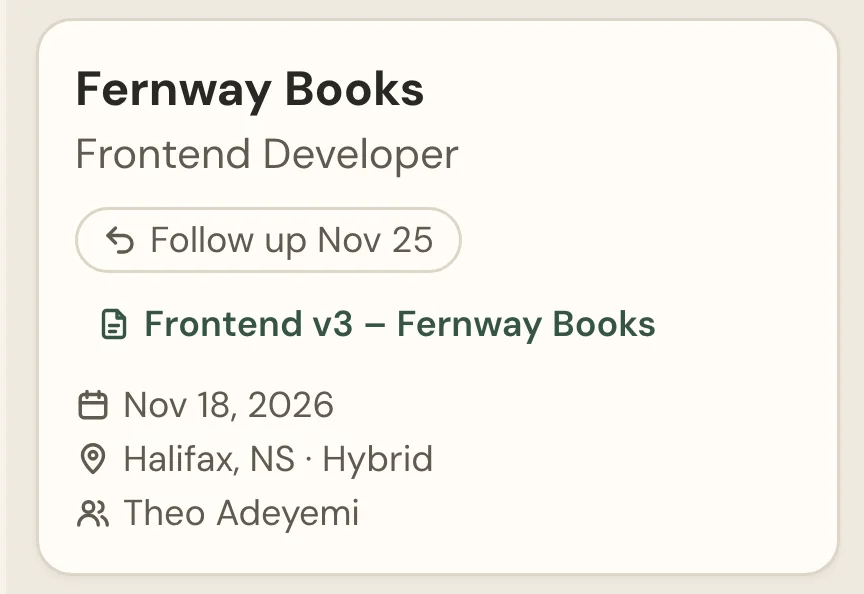 Fernway Books
Frontend Developer
Follow up Nov 25
Frontend v3 – Fernway Books
Nov 18, 2026
Halifax, NS · Hybrid
Theo Adeyemi